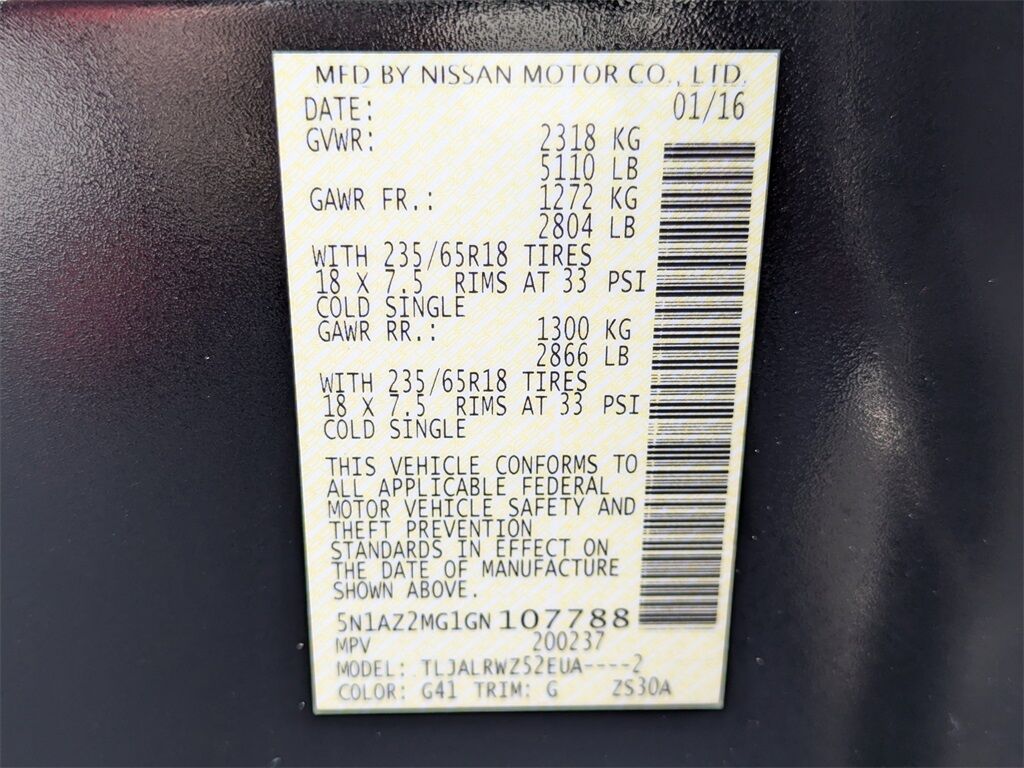 MFD BY NISSAN MOTOR CO., LTD.
DATE: 01/16
GVWR: 2318 KG
5110 LB
GAWR FR.: 1272 KG
2804 LB
WITH 235/65R18 TIRES
18 X 7.5 RIMS AT 33 PSI
COLD SINGLE
GAWR RR.: 1300 KG
2866 LB
WITH 235/65R18 TIRES
18 X 7.5 RIMS AT 33 PSI
COLD SINGLE
THIS VEHICLE CONFORMS TO
ALL APPLICABLE FEDERAL
MOTOR VEHICLE SAFETY AND
THEFT PREVENTION
STANDARDS IN EFFECT ON
THE DATE OF MANUFACTURE
SHOWN ABOVE.
5N1AZ2MG1GN107788
MPV 200237
MODEL: TLJALRWZ52EUA----2
COLOR: G41 TRIM: G ZS30A